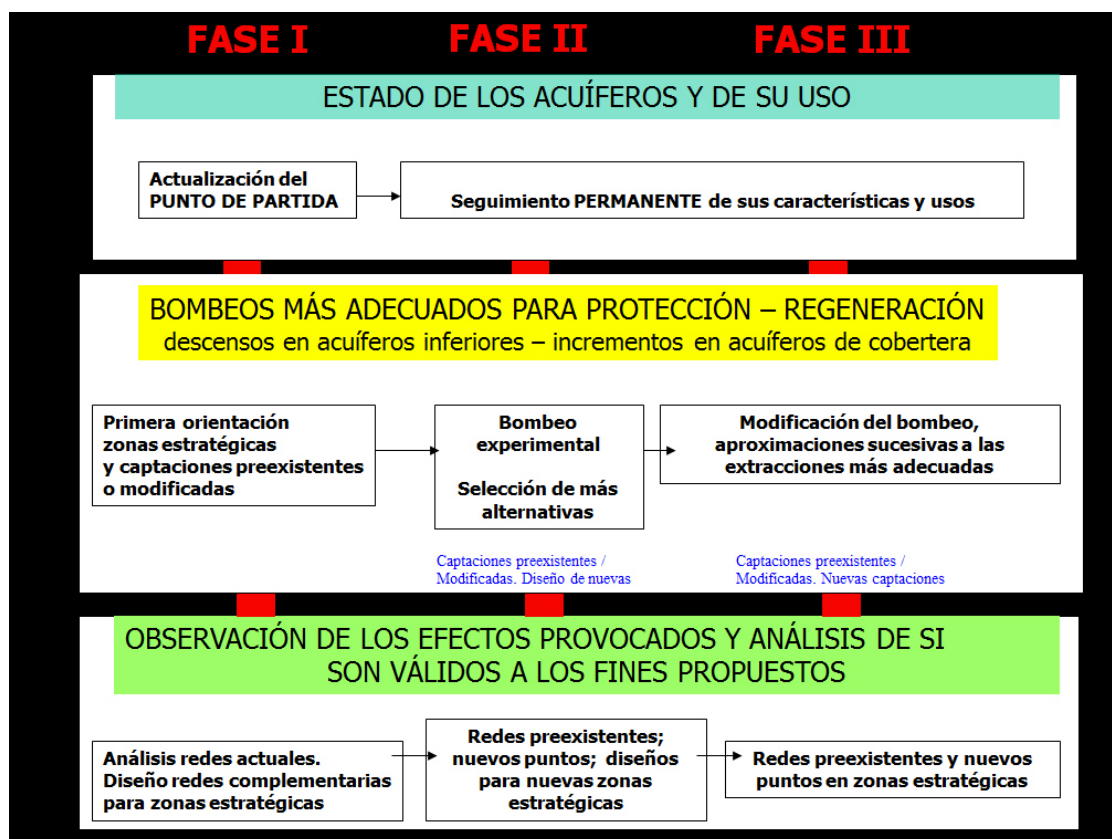 FASE I
FASE II
FASE III
ESTADO DE LOS ACUÍFEROS Y DE SU USO
Actualización del
PUNTO DE PARTIDA
Seguimiento PERMANENTE de sus características y usos
BOMBEOS MÁS ADECUADOS PARA PROTECCIÓN – REGENERACIÓN
descensos en acuíferos inferiores – incrementos en acuíferos de cobertera
Primera orientación
zonas estratégicas
y captaciones preexistentes
o modificadas
Bombeo
experimental
Selección de más
alternativas
Modificación del bombeo,
aproximaciones sucesivas a las
extracciones más adecuadas
Captaciones preexistentes /
Modificadas. Diseño de nuevas
Captaciones preexistentes /
Modificadas. Nuevas captaciones
OBSERVACIÓN DE LOS EFECTOS PROVOCADOS Y ANÁLISIS DE SI
SON VÁLIDOS A LOS FINES PROPUESTOS
Análisis redes actuales.
Diseño redes complementarias
para zonas estratégicas
Redes preexistentes;
nuevos puntos; diseños
para nuevas zonas
estratégicas
Redes preexistentes y nuevos
puntos en zonas estratégicas